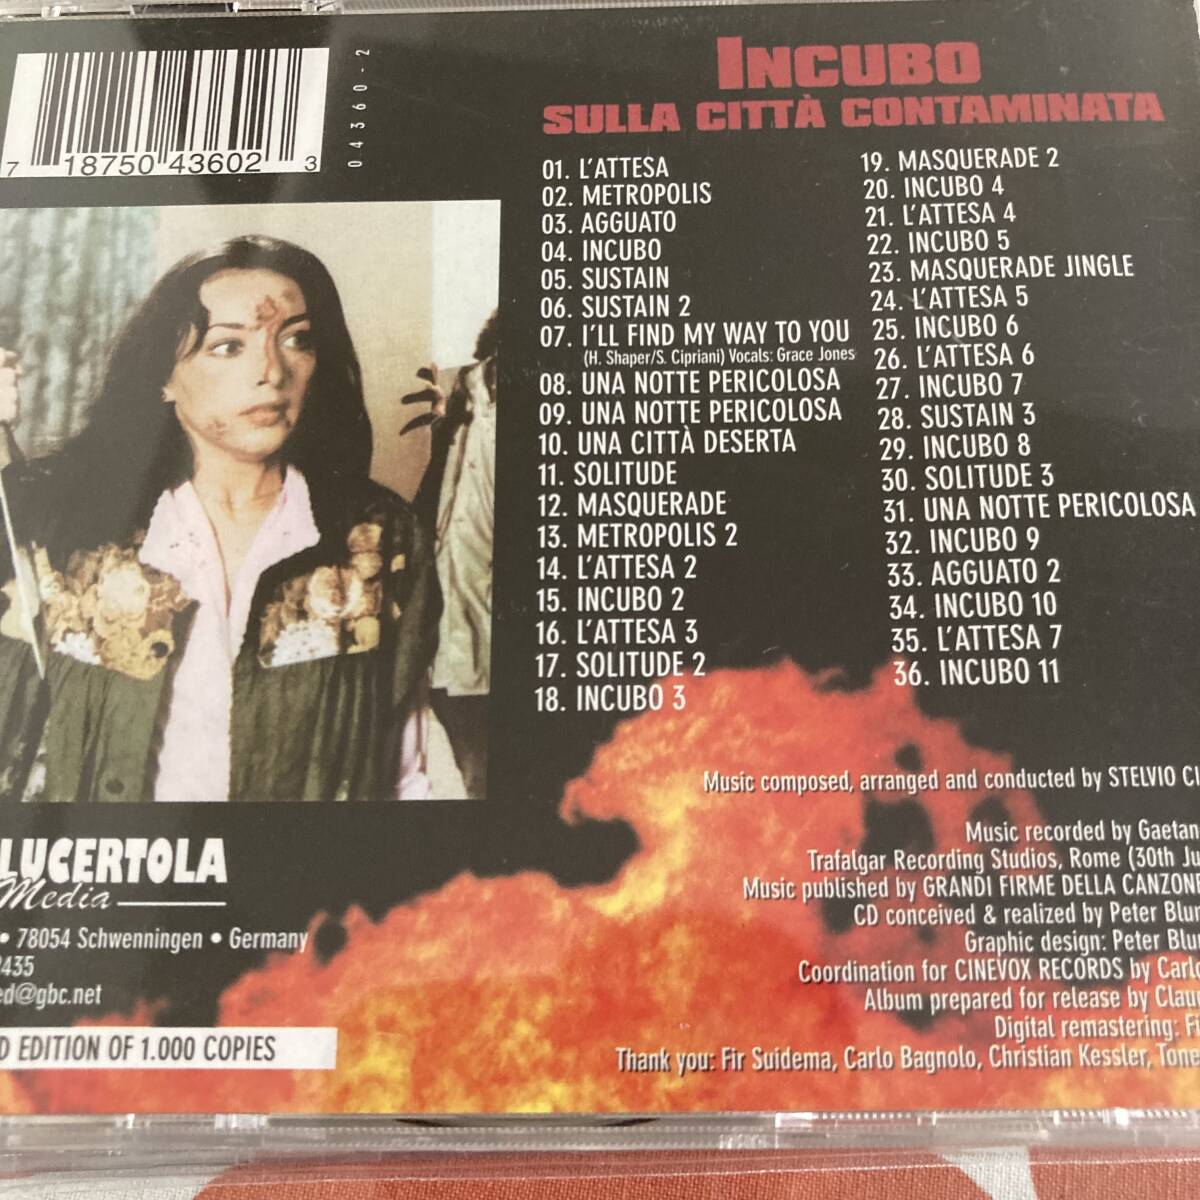 7 18750 43602 3
04360-2
INCUBO
SULLA CITTÀ CONTAMINATA
01. L'ATTESA
02. METROPOLIS
03. AGGUATO
04. INCUBO
05. SUSTAIN
06. SUSTAIN 2
07. I'LL FIND MY WAY TO YOU
(H. Shaper/S. Cipriani) Vocals: Grace Jones
08. UNA NOTTE PERICOLOSA
09. UNA NOTTE PERICOLOSA
10. UNA CITTÀ DESERTA
11. SOLITUDE
12. MASQUERADE
13. METROPOLIS 2
14. L'ATTESA 2
15. INCUBO 2
16. L'ATTESA 3
17. SOLITUDE 2
18. INCUBO 3
19. MASQUERADE 2
20. INCUBO 4
21. L'ATTESA 4
22. INCUBO 5
23. MASQUERADE JINGLE
24. L'ATTESA 5
25. INCUBO 6
26. L'ATTESA 6
27. INCUBO 7
28. SUSTAIN 3
29. INCUBO 8
30. SOLITUDE 3
31. UNA NOTTE PERICOLOSA
32. INCUBO 9
33. AGGUATO 2
34. INCUBO 10
35. L'ATTESA 7
36. INCUBO 11
Music composed, arranged and conducted by STELVIO
Music recorded by
Trafalgar Recording Studios, Rome (30th
Music published by GRANDI FIRME DELLA CANZONE
CD conceived & realized by Peter
Graphic design: Peter
Coordination for CINEVOX RECORDS by
Album prepared for release by
Digital remastering:
Thank you: Fir Suidema, Carlo Bagnolo, Christian Kessler,
LUCERTOLA
Media
• 78054 Schwenningen • Germany
435
ed@gbc.net
D EDITION OF 1.000 COPIES